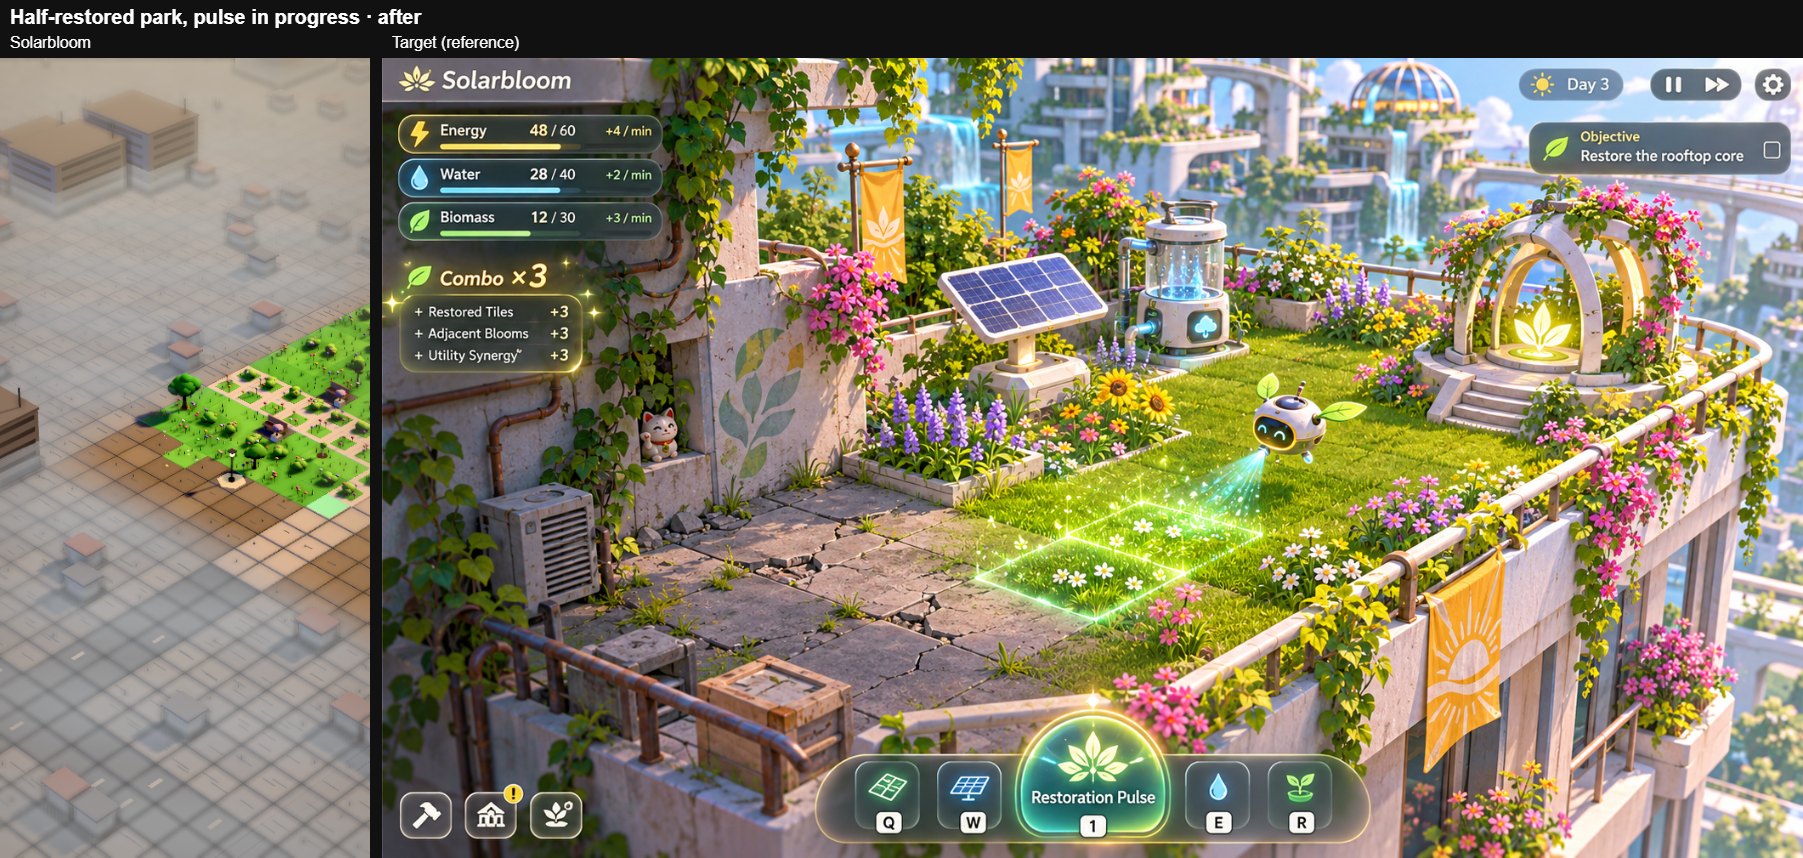 Half-restored park, pulse in progress · after
Solarbloom
Target (reference)
Solarbloom
Energy 48 / 60 +4 / min
Water 28 / 40 +2 / min
Biomass 12 / 30 +3 / min
Combo ×3
+ Restored Tiles +3
+ Adjacent Blooms +3
+ Utility Synergy +3
Day 3
Objective
Restore the rooftop core
Restoration Pulse
Q
W
1
E
R
!